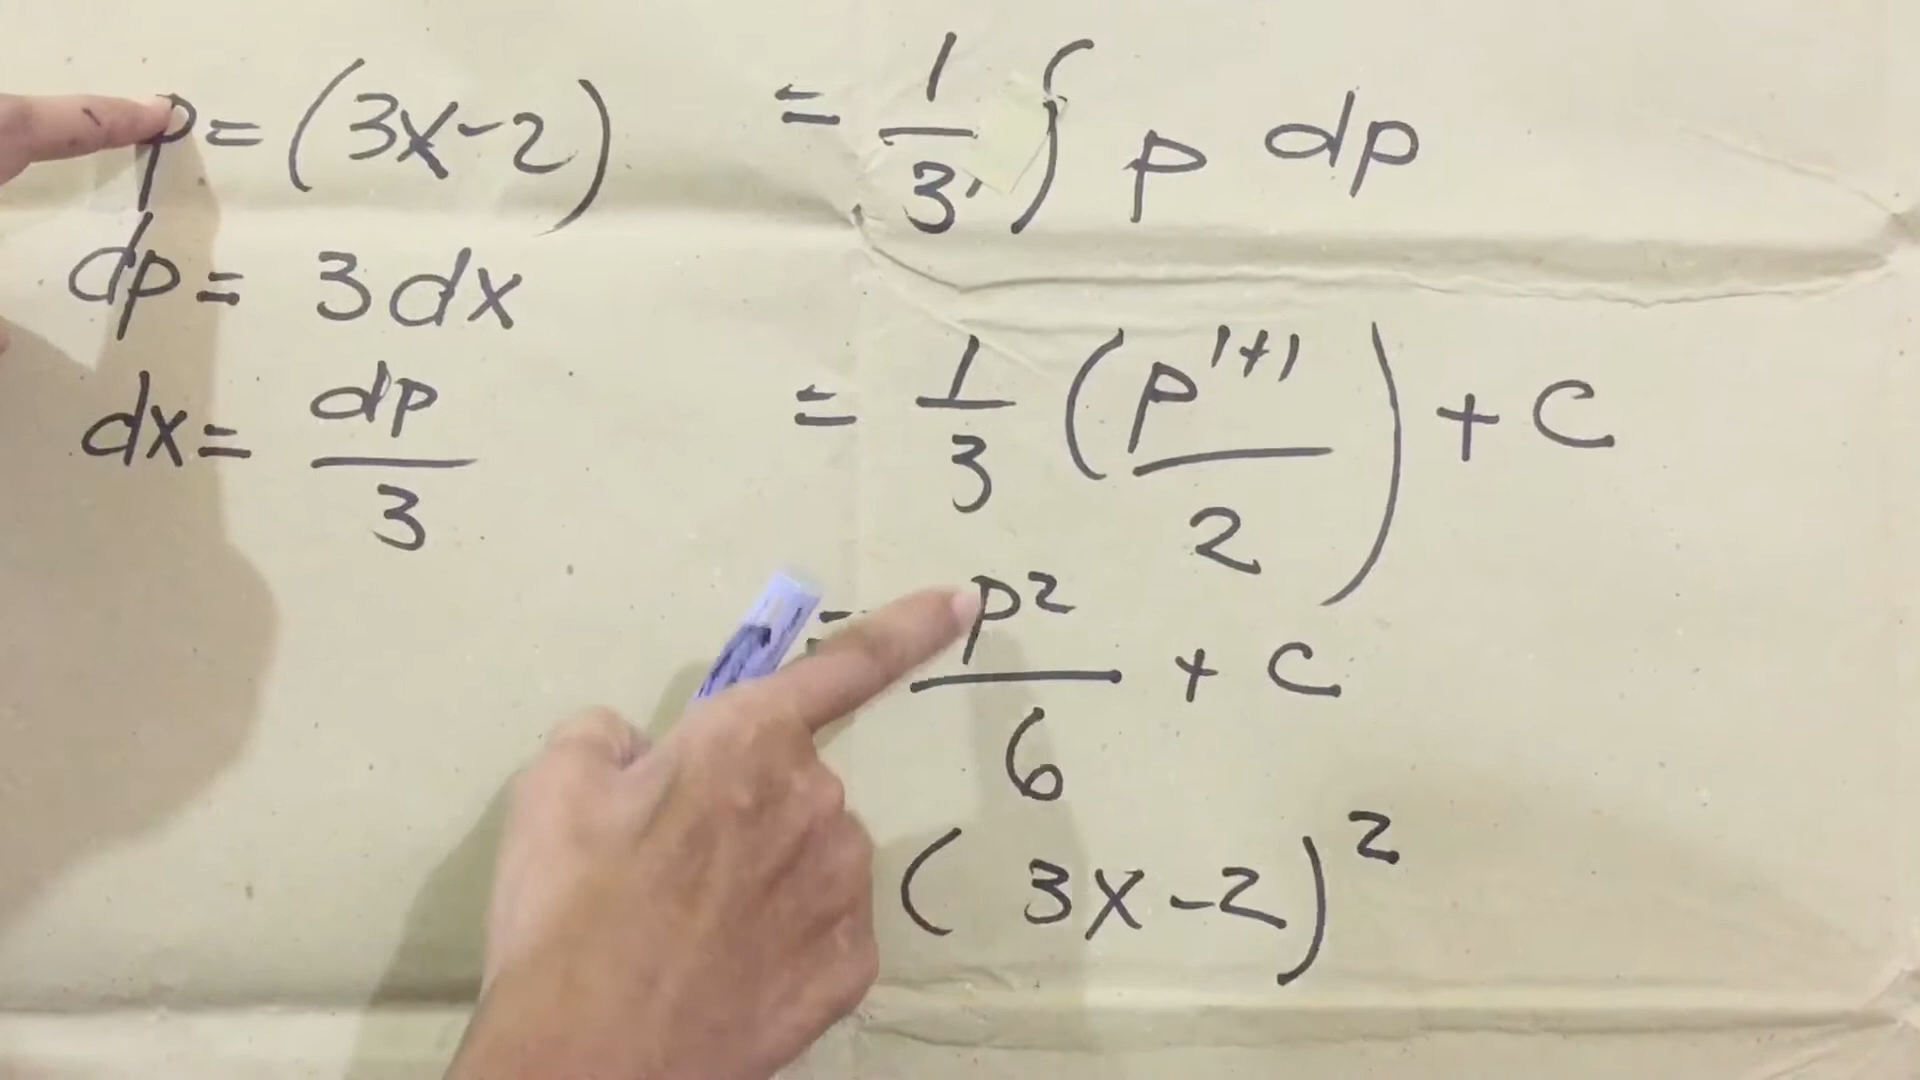 p = (3x-2)
dp = 3dx
dx = dp/3
= 1/3 ∫ p dp
= 1/3 (p^{1+1}/2) + C
= p²/6 + C
(3x-2)²